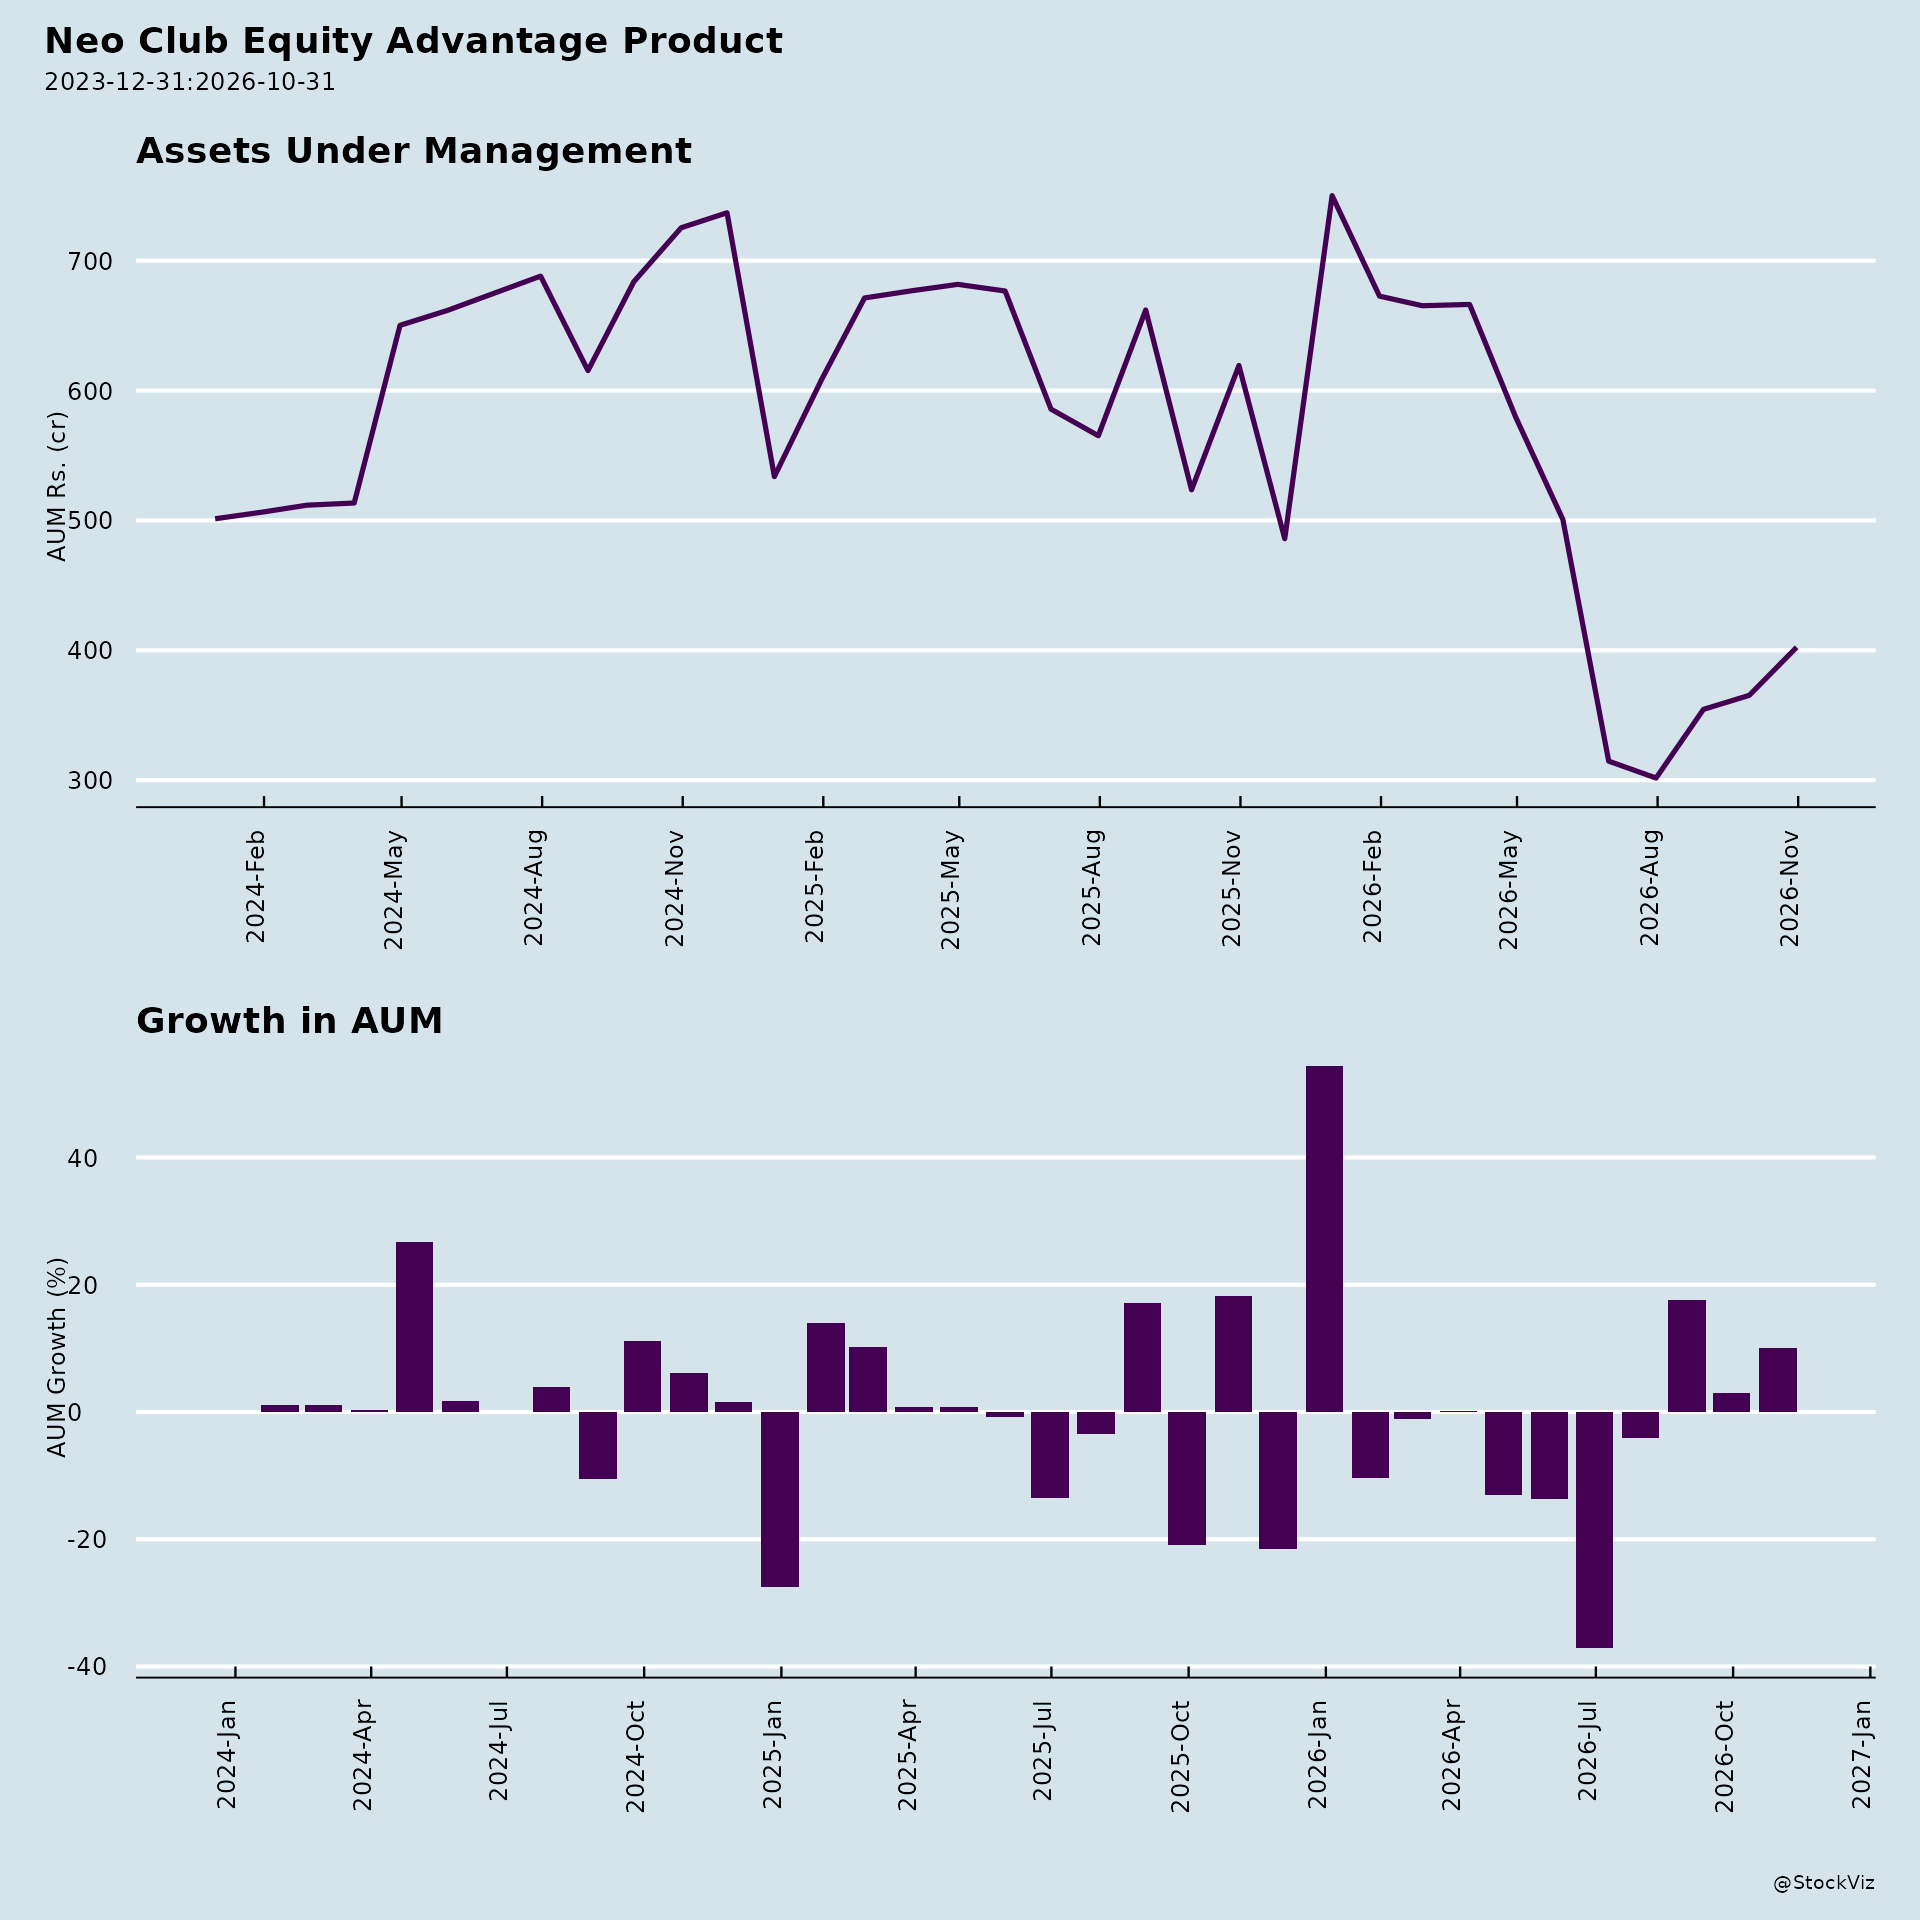 Neo Club Equity Advantage Product
2023-12-31:2026-10-31
Assets Under Management
AUM Rs. (cr)
700
600
500
400
300
2024-Feb
2024-May
2024-Aug
2024-Nov
2025-Feb
2025-May
2025-Aug
2025-Nov
2026-Feb
2026-May
2026-Aug
2026-Nov
Growth in AUM
AUM Growth (%)
40
20
0
-20
-40
2024-Jan
2024-Apr
2024-Jul
2024-Oct
2025-Jan
2025-Apr
2025-Jul
2025-Oct
2026-Jan
2026-Apr
2026-Jul
2026-Oct
2027-Jan
@StockViz